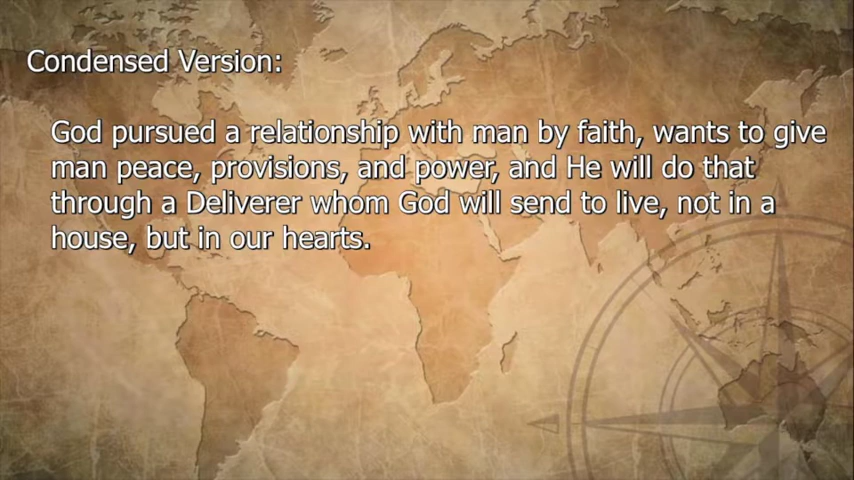 Condensed Version:
God pursued a relationship with man by faith, wants to give
man peace, provisions, and power, and He will do that
through a Deliverer whom God will send to live, not in a
house, but in our hearts.